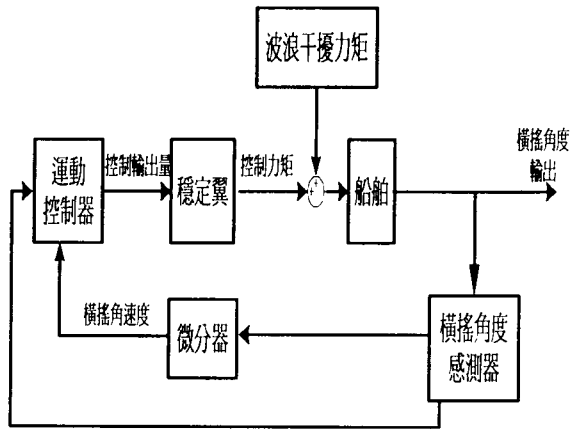 波浪干擾力矩
橫搖角度
輸出
運動
控制器
控制輸出量
穩定翼
控制力矩
+
船舶
橫搖角速度
微分器
橫搖角度
感測器